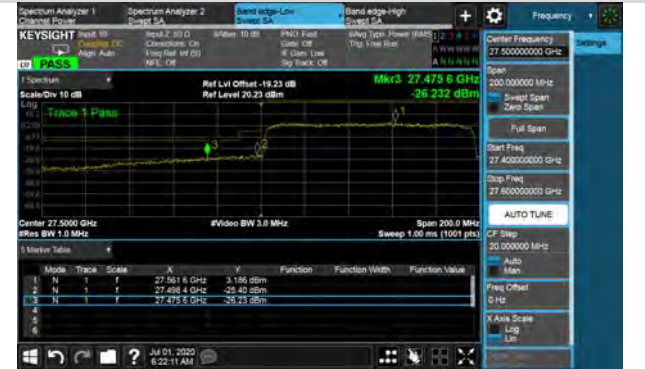 Spectrum Analyzer 1
Channel Power
Spectrum Analyzer 2
Swept SA
Band edge-Low
Swept SA
Band edge-High
Swept SA
+
Frequency
KEYSIGHT Input: RF
Coupling: DC
Align: Auto
Input Z: 50 Ω
Corrections: On
Freq Ref: Int (S)
NFE: Off
PNO: Fast
Gate: Off
IF Gain: Low
Sig Track: Off
Avg Type: Power (RMS)
Trig: Free Run
PASS
1 Spectrum
Scale/Div 10 dB
Ref Lvl Offset -19.23 dB
Ref Level 20.23 dBm
Mkr3 27.475 6 GHz
-26.232 dBm
Log
Trace 1 Pass
1
2
3
Center 27.5000 GHz
#Res BW 1.0 MHz
#Video BW 3.0 MHz
Span 200.0 MHz
Sweep 1.00 ms (1001 pts)
5 Marker Table
Mode Trace Scale X Y Function Function Width Function Value
1 N 1 f 27.561 6 GHz 3.186 dBm
2 N 1 f 27.498 4 GHz -25.40 dBm
3 N 1 f 27.475 6 GHz -26.23 dBm
4
5
6
Jul 01, 2020
6:22:11 AM
Center Frequency
27.500000000 GHz
Settings
Span
200.000000 MHz
Swept Span
Zero Span
Full Span
Start Freq
27.400000000 GHz
Stop Freq
27.600000000 GHz
AUTO TUNE
CF Step
20.000000 MHz
Auto
Man
Freq Offset
0 Hz
X Axis Scale
Log
Lin